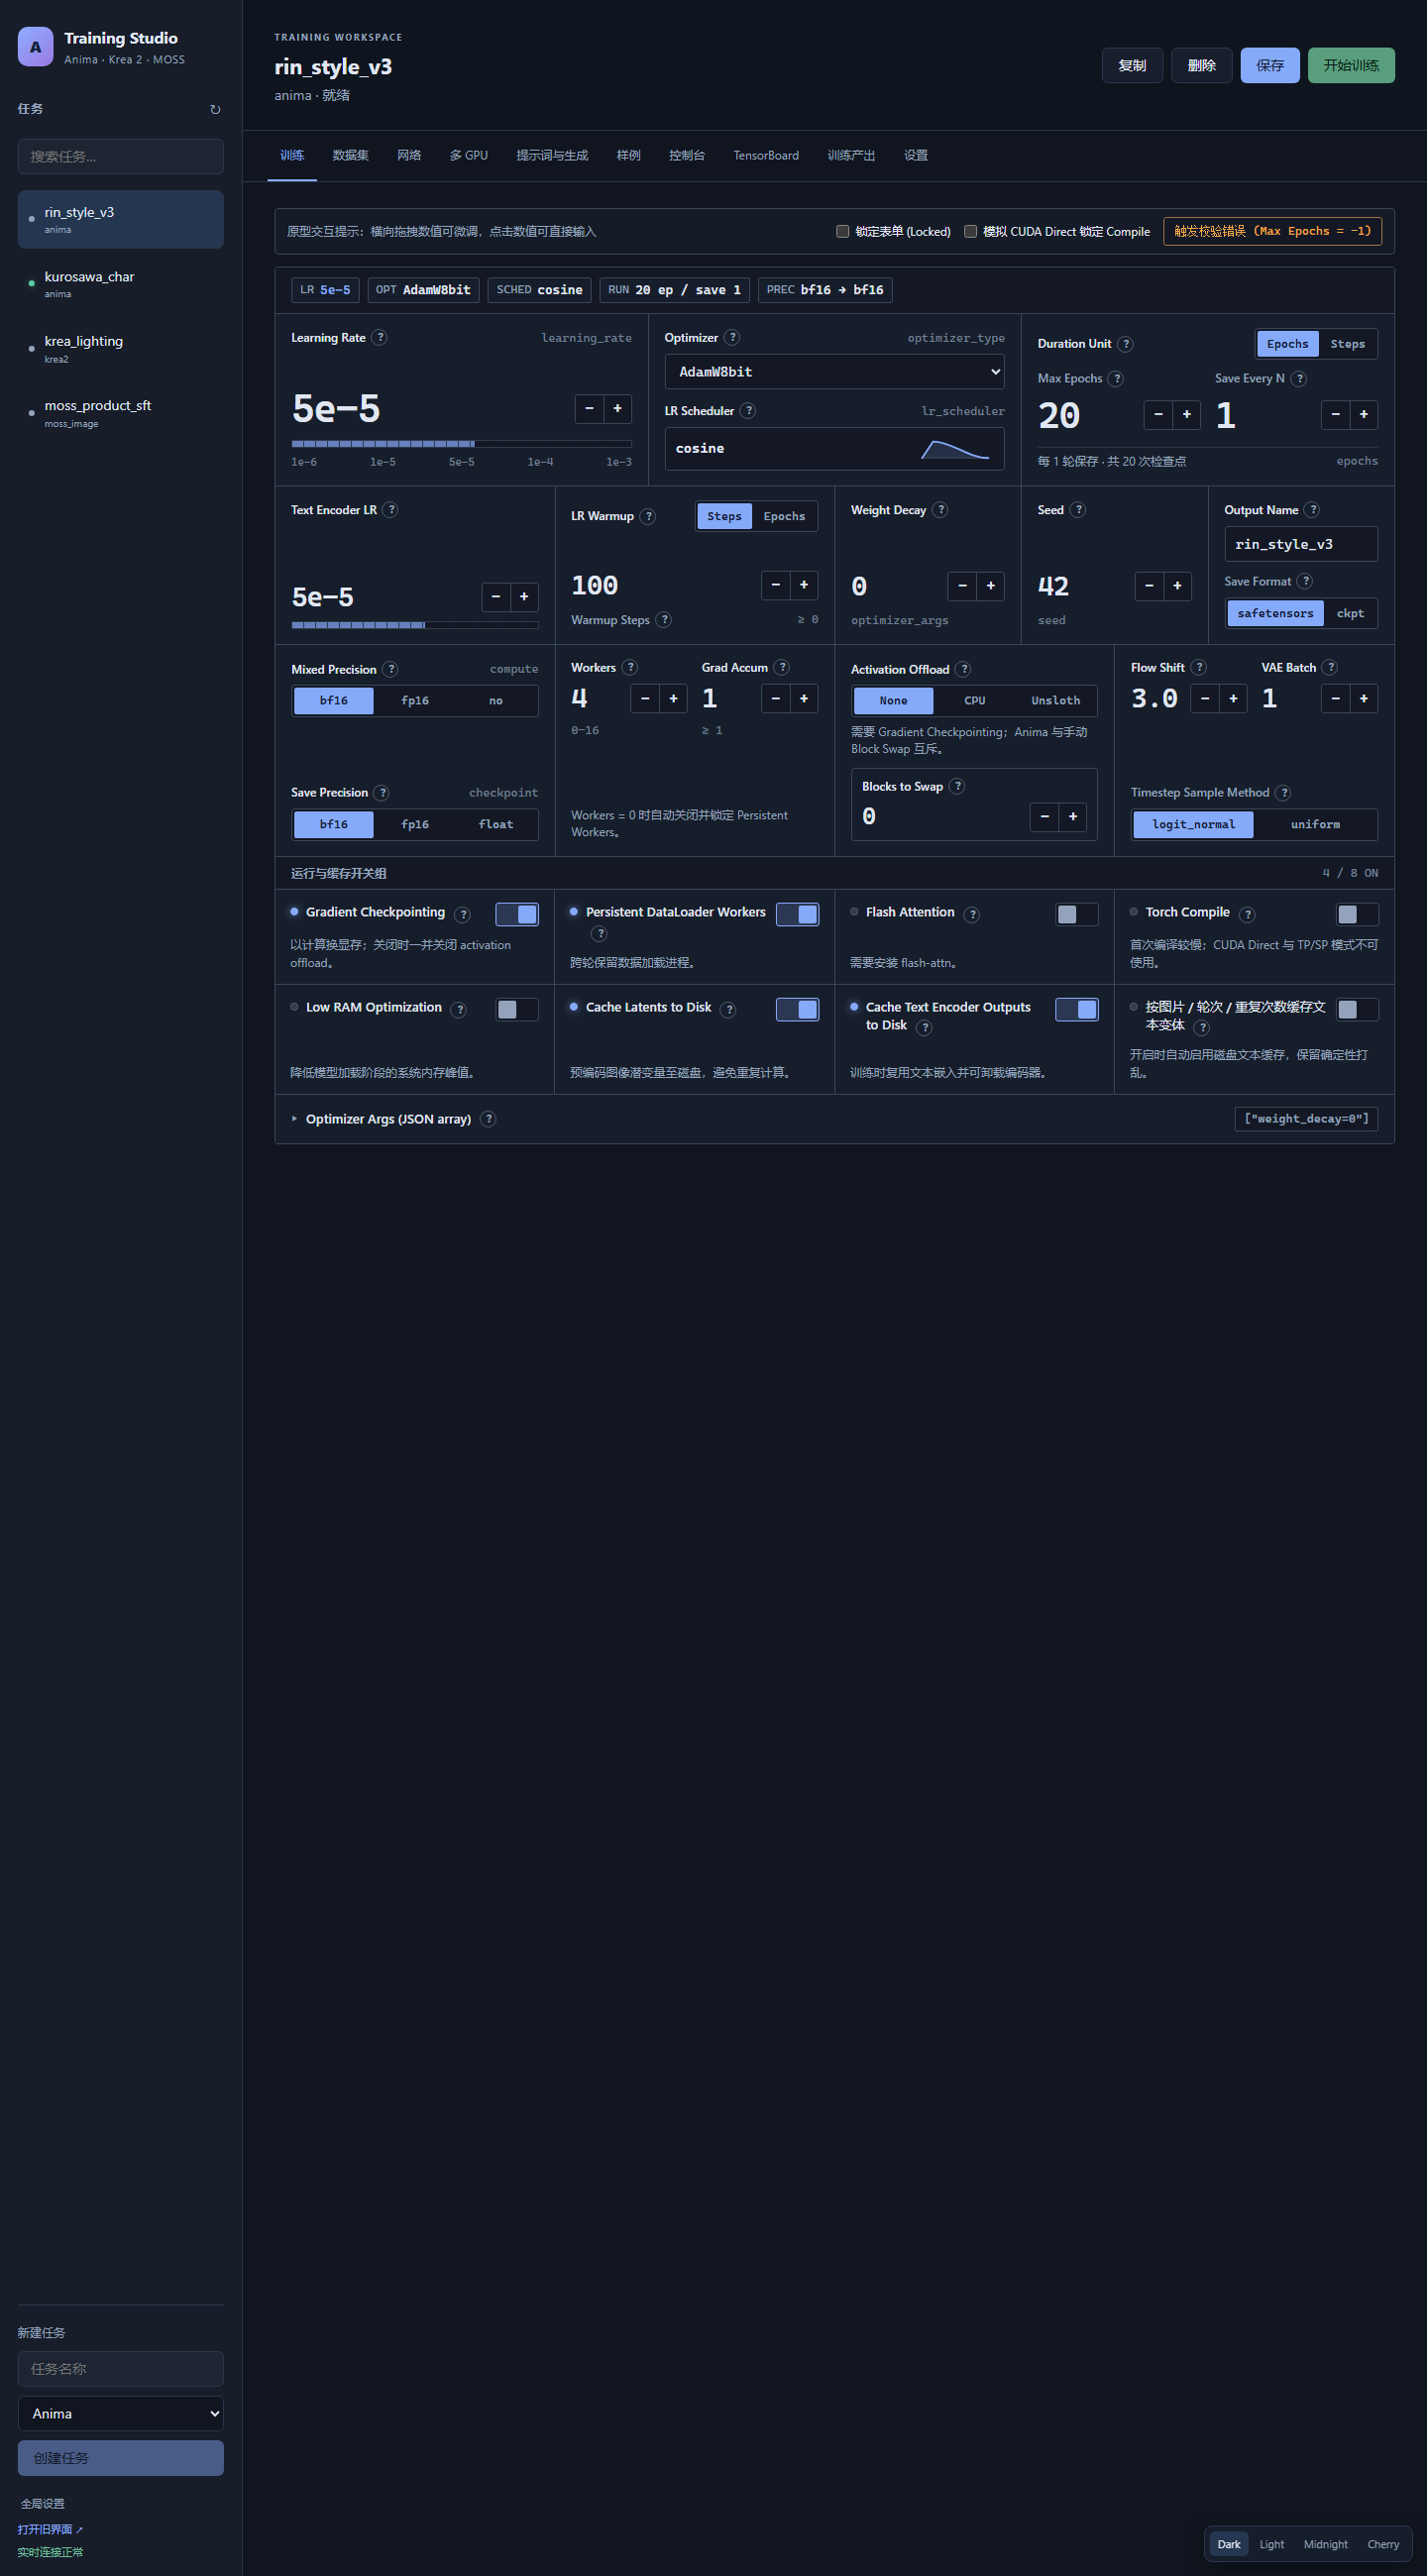 A
Training Studio
Anima · Krea 2 · MOSS
任务
↻
搜索任务...
rin_style_v3
anima
kurosawa_char
anima
krea_lighting
krea2
moss_product_sft
moss_image
新建任务
任务名称
Anima
创建任务
全局设置
打开旧界面 ↗
实时连接正常
TRAINING WORKSPACE
rin_style_v3
anima · 就绪
复制 删除 保存 开始训练
训练 数据集 网络 多 GPU 提示词与生成 样例 控制台 TensorBoard 训练产出 设置
原型交互提示：横向拖拽数值可微调，点击数值可直接输入 锁定表单 (Locked) 模拟 CUDA Direct 锁定 Compile 触发校验错误 (Max Epochs = −1)
LR 5e−5 OPT AdamW8bit SCHED cosine RUN 20 ep / save 1 PREC bf16 → bf16
Learning Rate ? learning_rate
5e−5 − +
1e-6 1e-5 5e-5 1e-4 1e-3
Optimizer ? optimizer_type
AdamW8bit
LR Scheduler ? lr_scheduler
cosine
Duration Unit ? Epochs Steps
Max Epochs ? Save Every N ?
20 − + 1 − +
每 1 轮保存 · 共 20 次检查点 epochs
Text Encoder LR ?
5e−5 − +
LR Warmup ? Steps Epochs
100 − +
Warmup Steps ? ≥ 0
Weight Decay ?
0 − +
optimizer_args
Seed ?
42 − +
seed
Output Name ?
rin_style_v3
Save Format ?
safetensors ckpt
Mixed Precision ? compute
bf16 fp16 no
Save Precision ? checkpoint
bf16 fp16 float
Workers ? Grad Accum ?
4 − + 1 − +
0−16 ≥ 1
Workers = 0 时自动关闭并锁定 Persistent
Workers。
Activation Offload ?
None CPU Unsloth
需要 Gradient Checkpointing；Anima 与手动
Block Swap 互斥。
Blocks to Swap ?
0 − +
Flow Shift ? VAE Batch ?
3.0 − + 1 − +
Timestep Sample Method ?
logit_normal uniform
运行与缓存开关组 4 / 8 ON
Gradient Checkpointing ?
以计算换显存；关闭时一并关闭 activation
offload。
Persistent DataLoader Workers
?
跨轮保留数据加载进程。
Flash Attention ?
需要安装 flash-attn。
Torch Compile ?
首次编译较慢；CUDA Direct 与 TP/SP 模式不可
使用。
Low RAM Optimization ?
降低模型加载阶段的系统内存峰值。
Cache Latents to Disk ?
预编码图像潜变量至磁盘，避免重复计算。
Cache Text Encoder Outputs
to Disk ?
训练时复用文本嵌入并可卸载编码器。
按图片 / 轮次 / 重复次数缓存文
本变体 ?
开启时自动启用磁盘文本缓存，保留确定性打
乱。
▸ Optimizer Args (JSON array) ? ["weight_decay=0"]
Dark Light Midnight Cherry